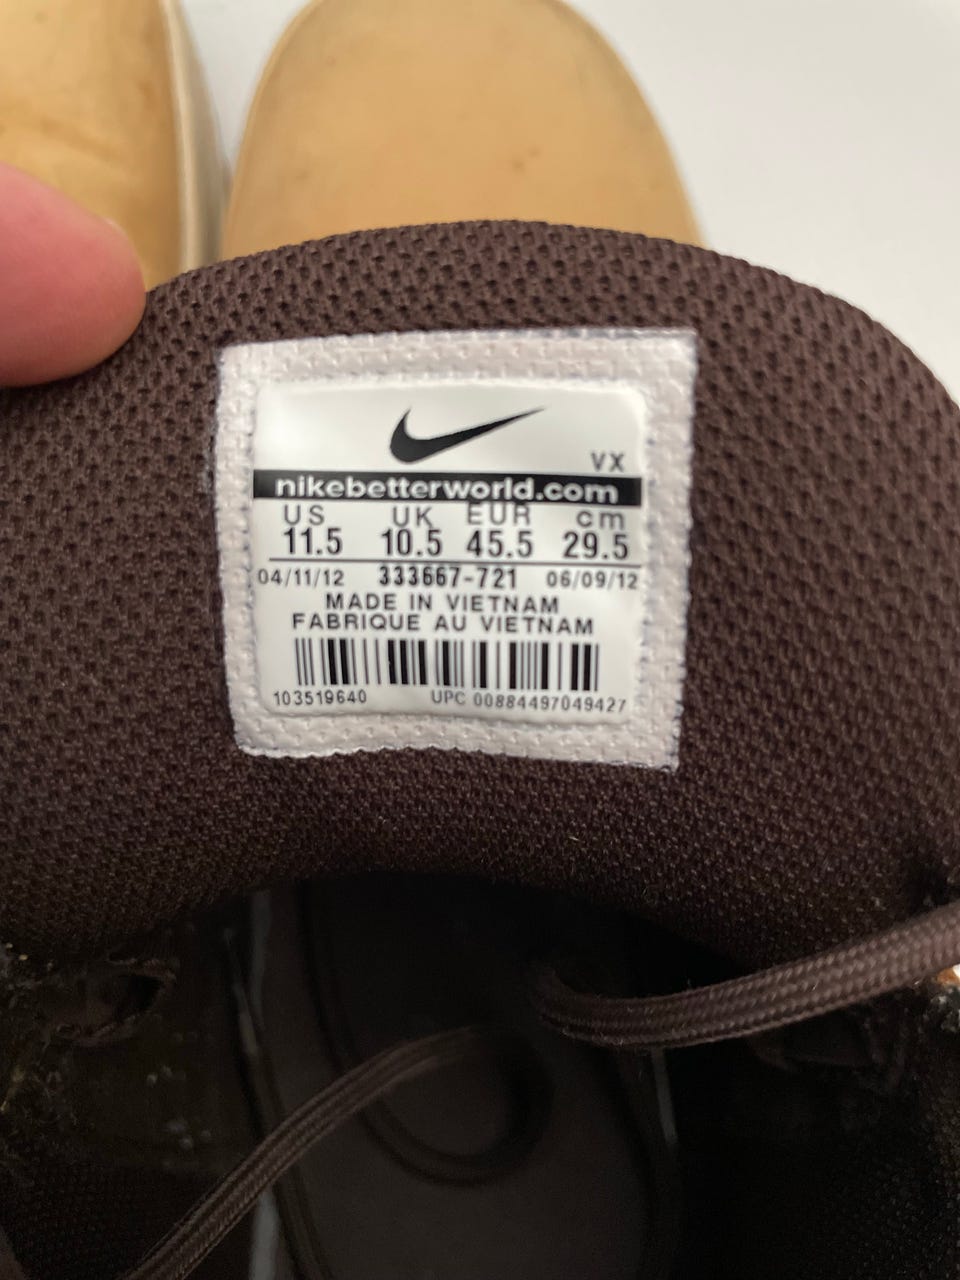 VX
nikebetterworld.com
US UK EUR cm
11.5 10.5 45.5 29.5
04/11/12 333667-721 06/09/12
MADE IN VIETNAM
FABRIQUE AU VIETNAM
103519640 UPC 00884497049427